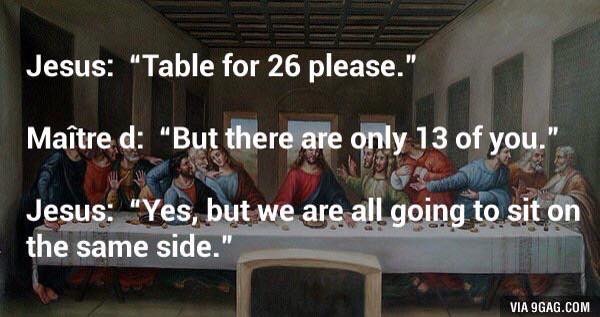 Jesus:  “Table for 26 please.”
Maître d:  “But there are only 13 of you.”
Jesus:  “Yes, but we are all going to sit on
the same side.”
VIA 9GAG.COM